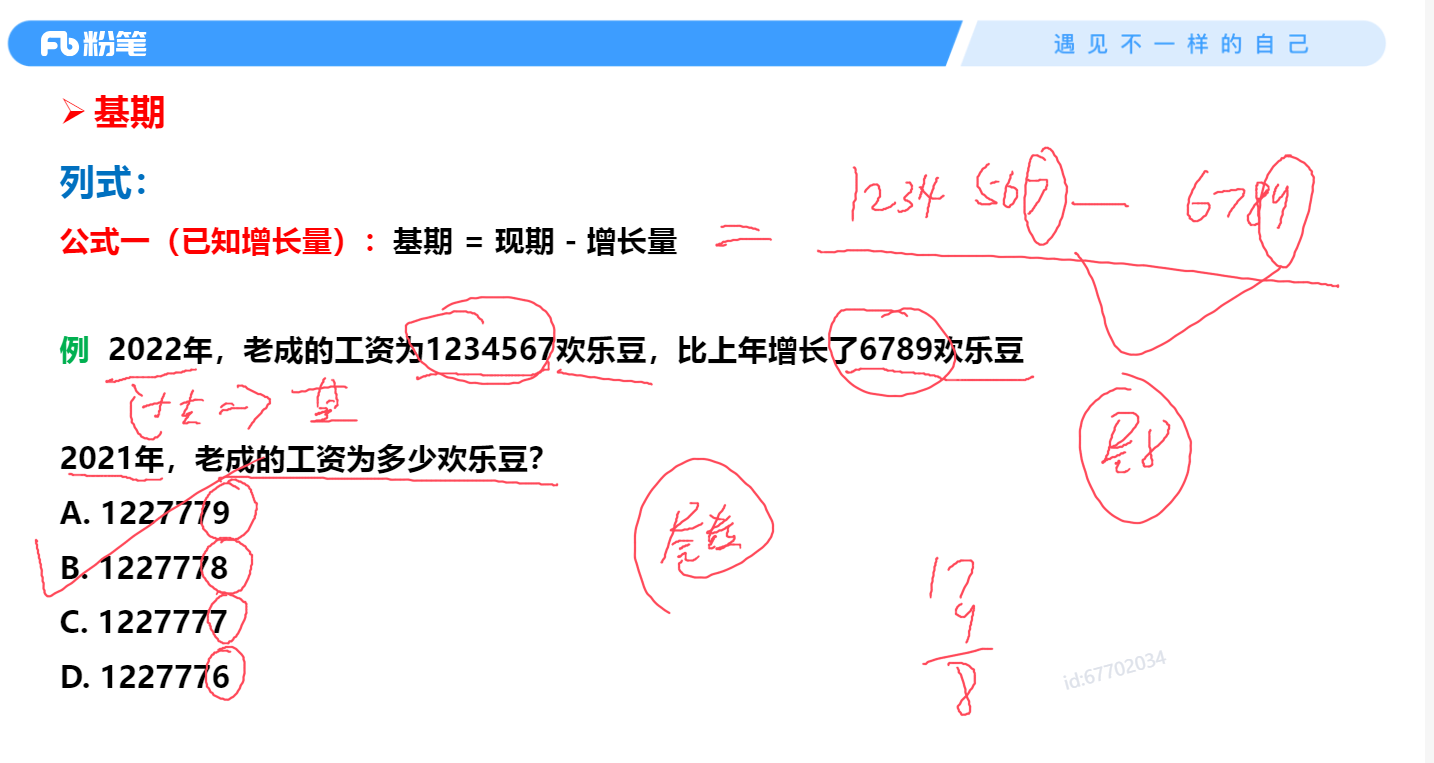 粉笔
遇见不一样的自己
基期
列式：
1234567 — 6789
公式一（已知增长量）：基期 = 现期 - 增长量 =
例 2022年，老成的工资为1234567欢乐豆，比上年增长了6789欢乐豆
过去 => 基
尾8
2021年，老成的工资为多少欢乐豆？
A. 1227779
尾数
B. 1227778
17
9
8
C. 1227777
D. 1227776
id:67702034